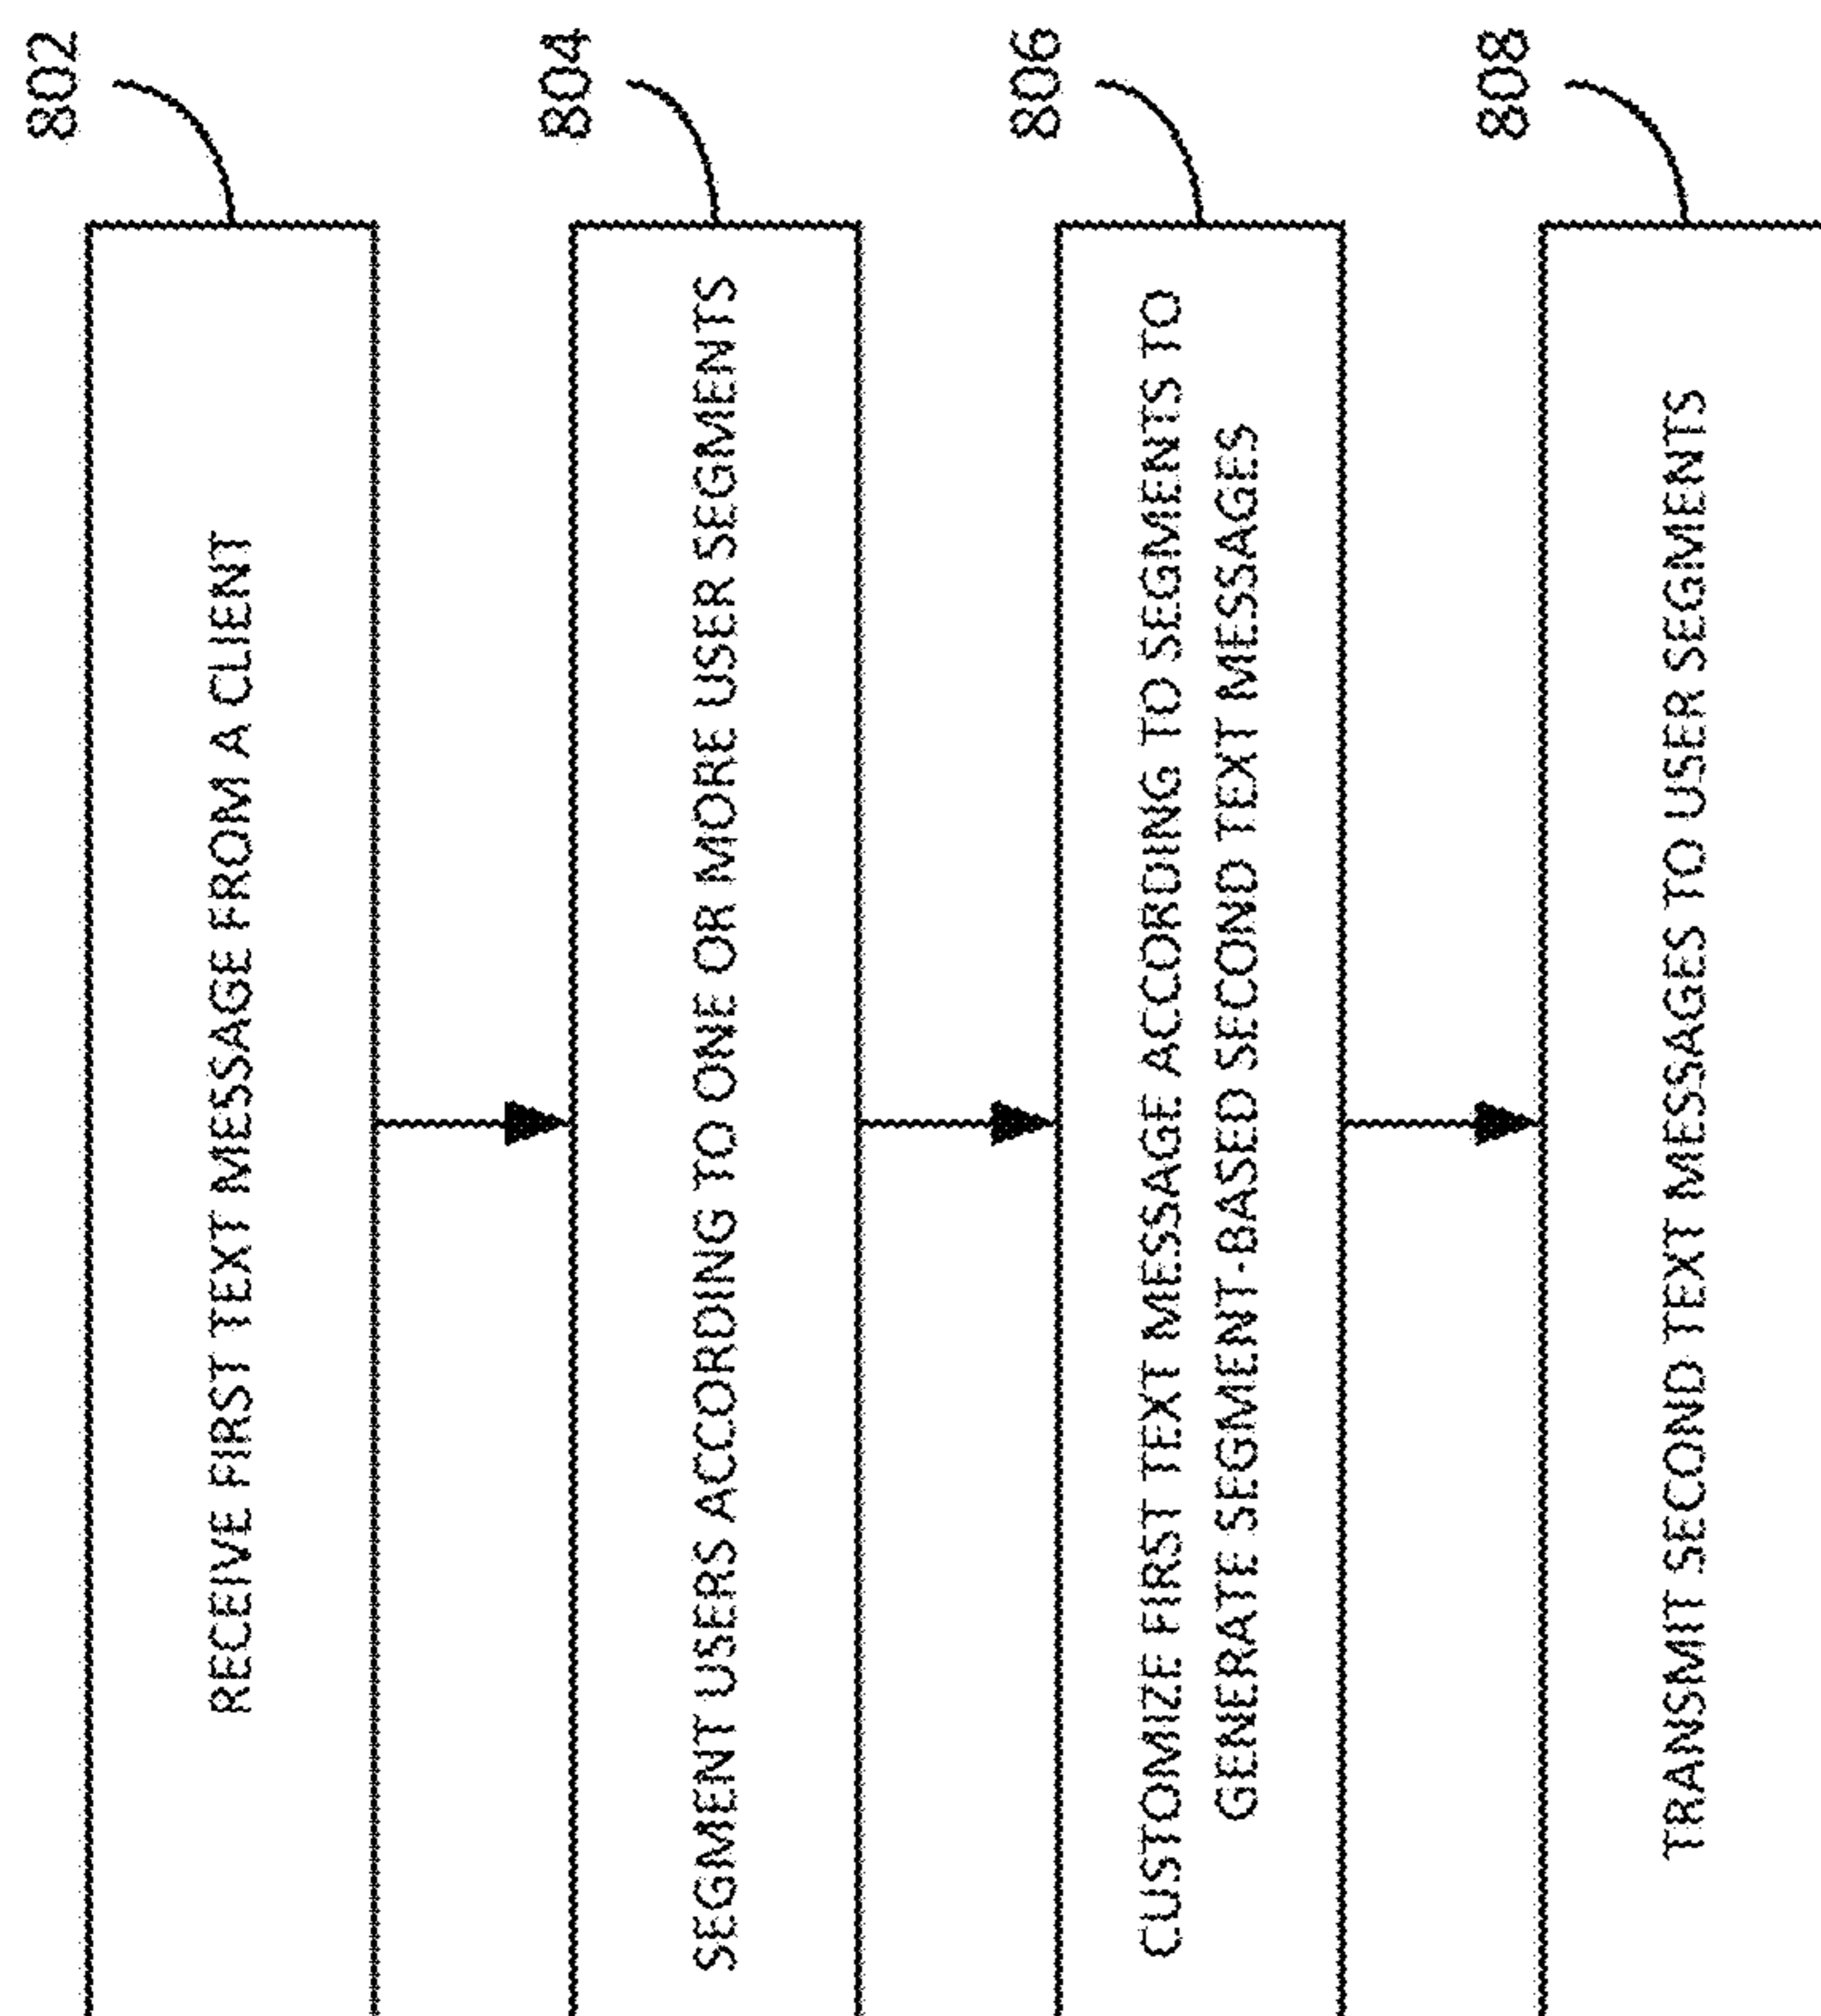 802
RECEIVE FIRST TEXT MESSAGE FROM A CLIENT
804
SEGMENT USERS ACCORDING TO ONE OR MORE USER SEGMENTS
806
CUSTOMIZE FIRST TEXT MESSAGE ACCORDING TO SEGMENTS TO
GENERATE SEGMENT-BASED SECOND TEXT MESSAGES
808
TRANSMIT SECOND TEXT MESSAGES TO USER SEGMENTS